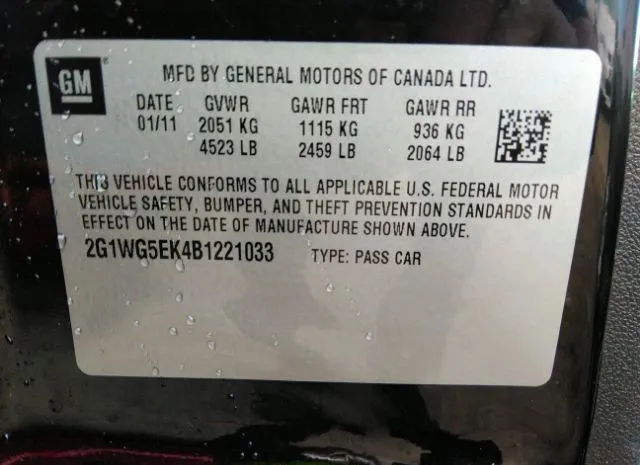 GM
MFD BY GENERAL MOTORS OF CANADA LTD.
DATE GVWR GAWR FRT GAWR RR
01/11 2051 KG 1115 KG 936 KG
4523 LB 2459 LB 2064 LB
THIS VEHICLE CONFORMS TO ALL APPLICABLE U.S. FEDERAL MOTOR
VEHICLE SAFETY, BUMPER, AND THEFT PREVENTION STANDARDS IN
EFFECT ON THE DATE OF MANUFACTURE SHOWN ABOVE.
2G1WG5EK4B1221033 TYPE: PASS CAR